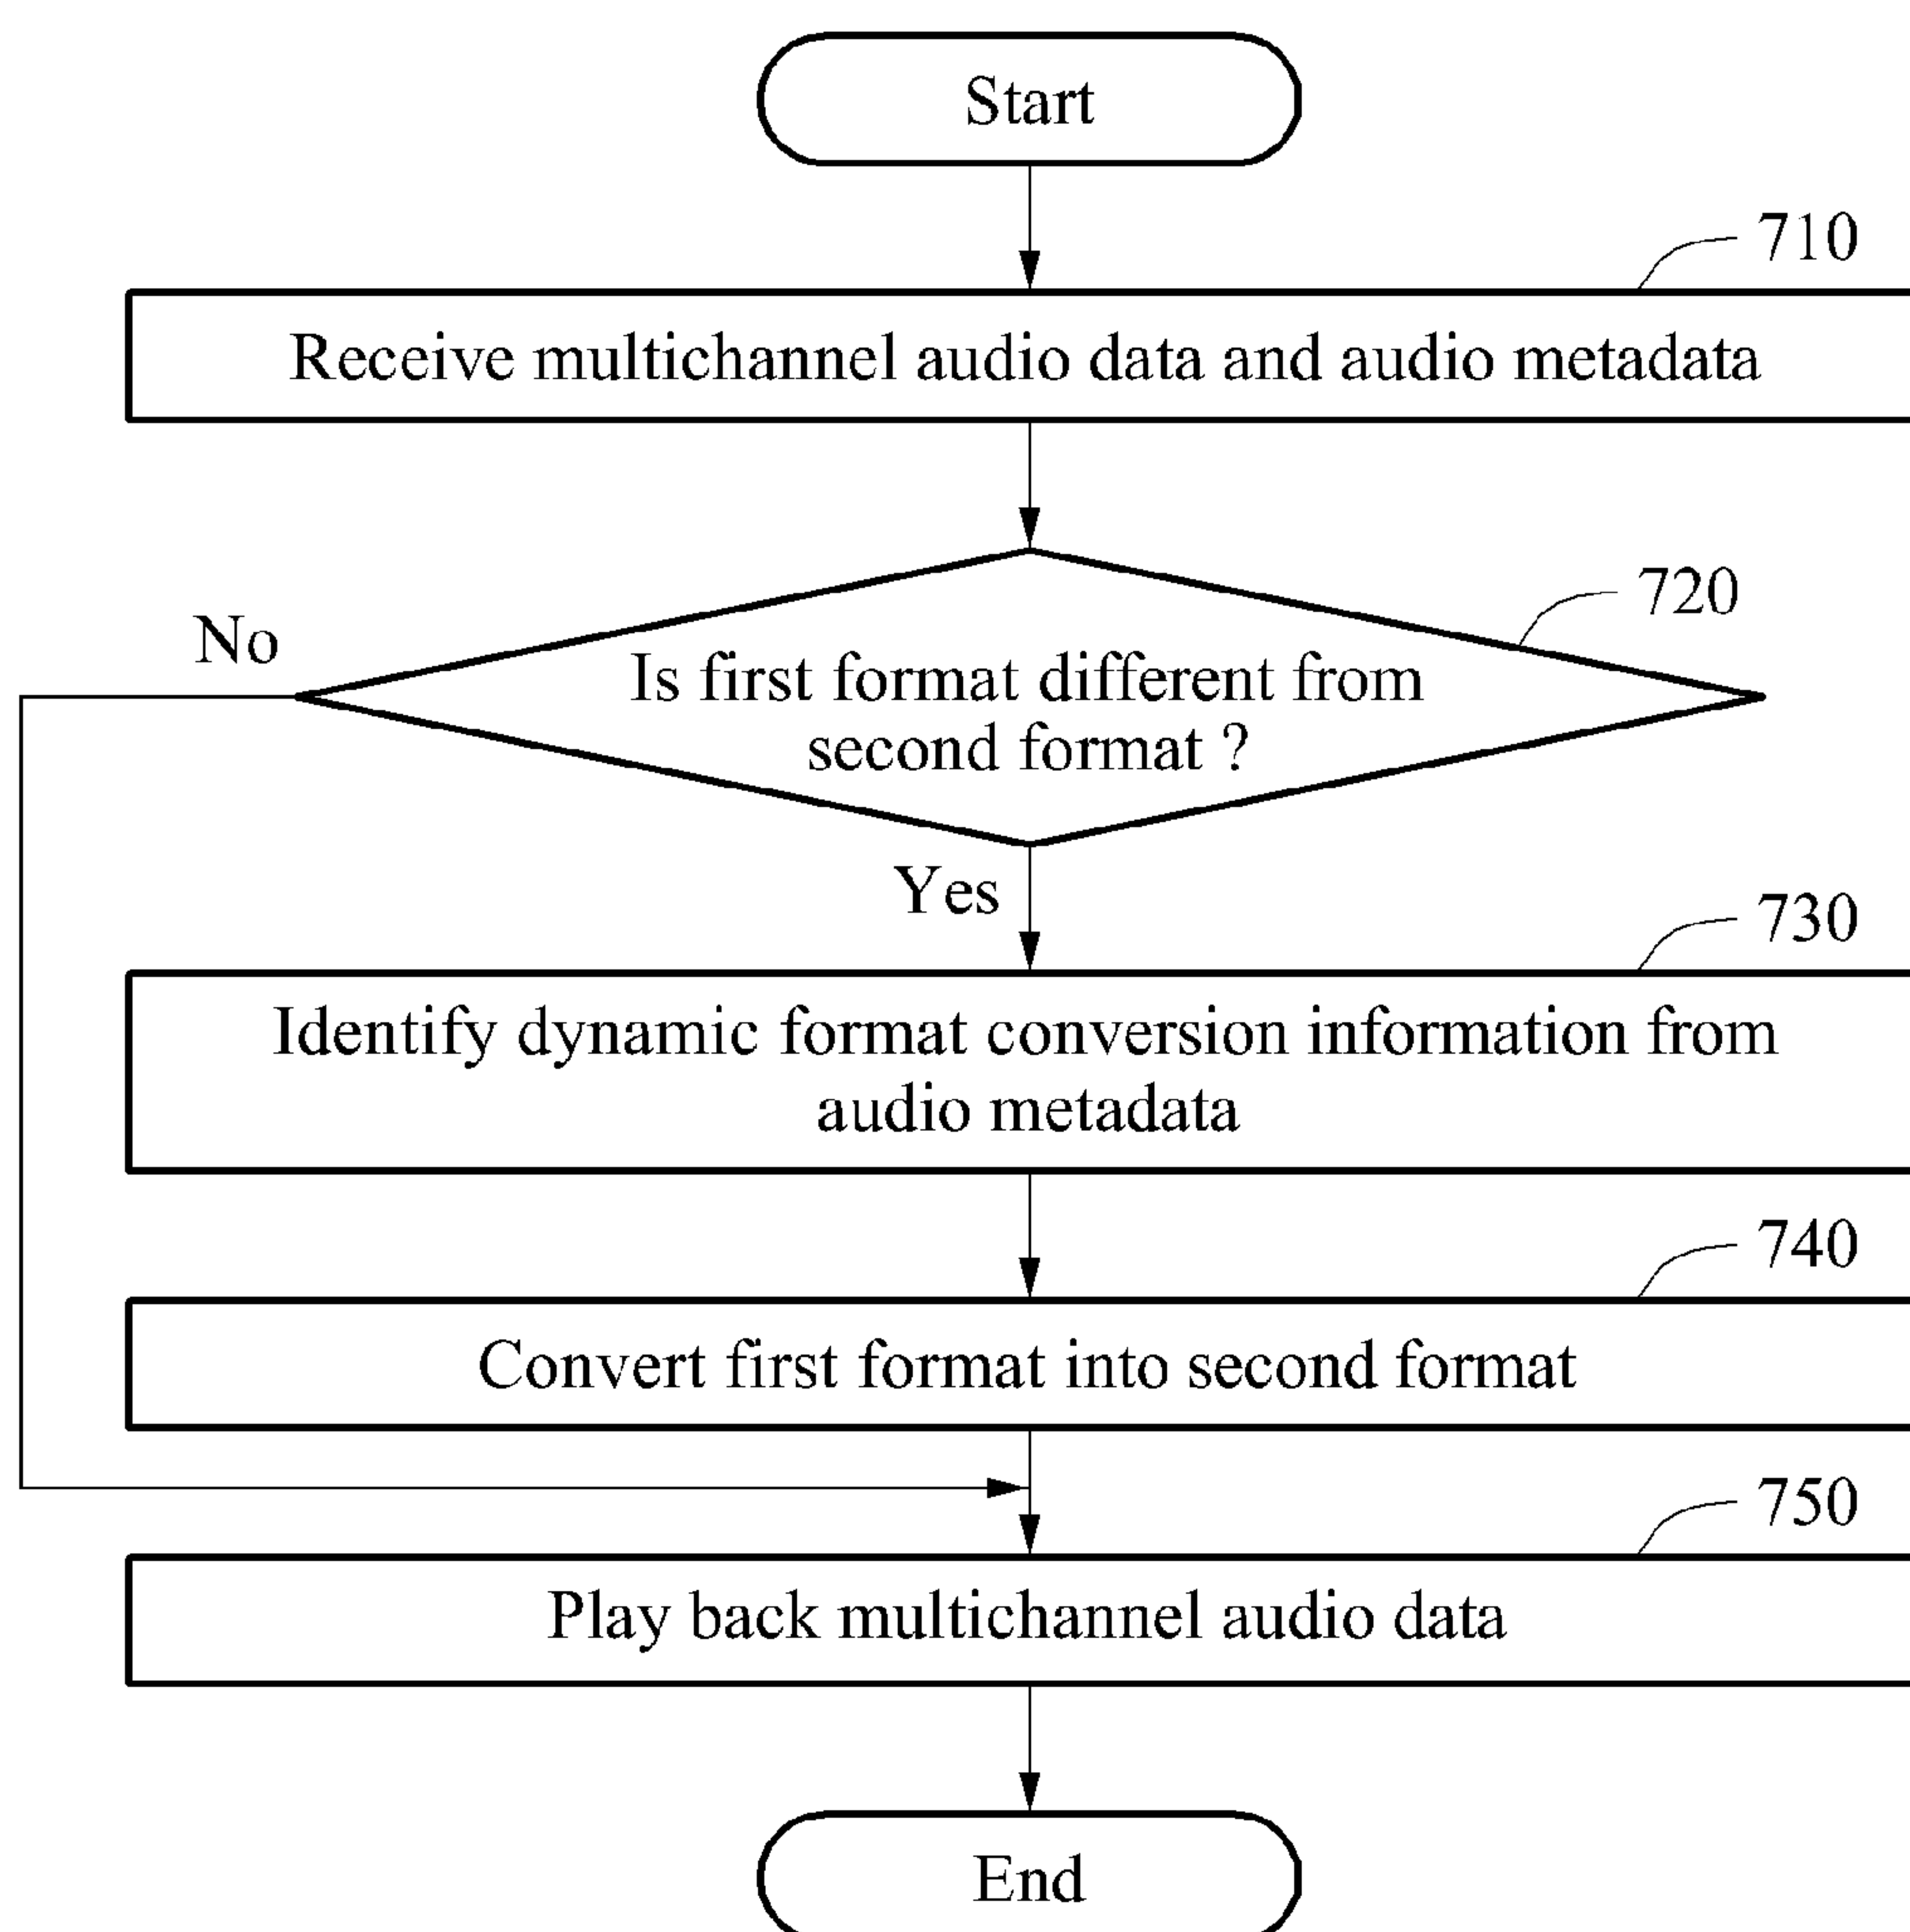 Start
710
Receive multichannel audio data and audio metadata
720
No
Is first format different from
second format ?
Yes
730
Identify dynamic format conversion information from
audio metadata
740
Convert first format into second format
750
Play back multichannel audio data
End